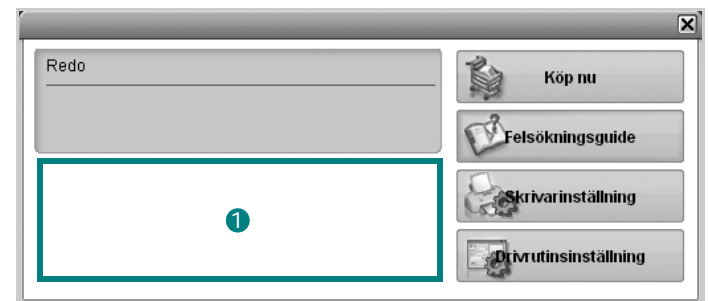 Redo
Köp nu
Felsökningsguide
1
Skrivarinställning
Drivrutinsinställning